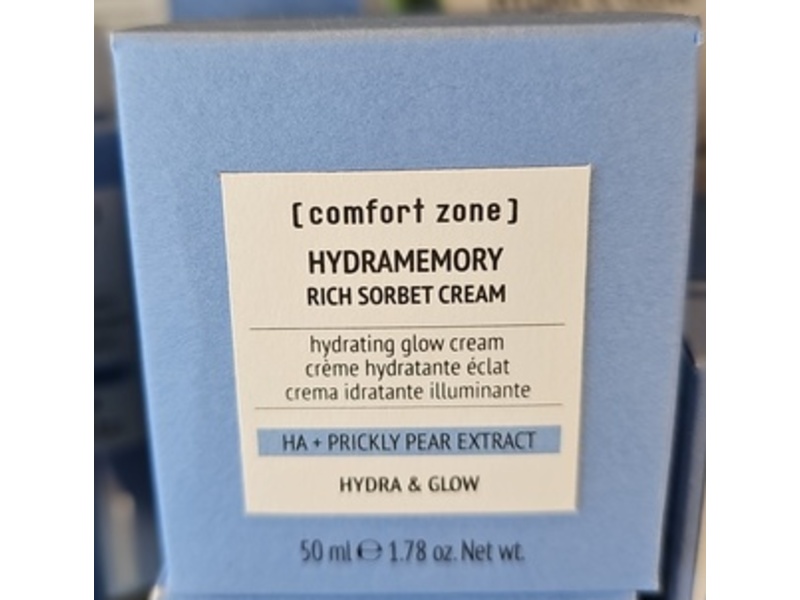 [comfort zone]
HYDRAMEMORY
RICH SORBET CREAM
hydrating glow cream
crème hydratante éclat
crema idratante illuminante
HA + PRICKLY PEAR EXTRACT
HYDRA & GLOW
50 ml ℮ 1.78 oz. Net wt.